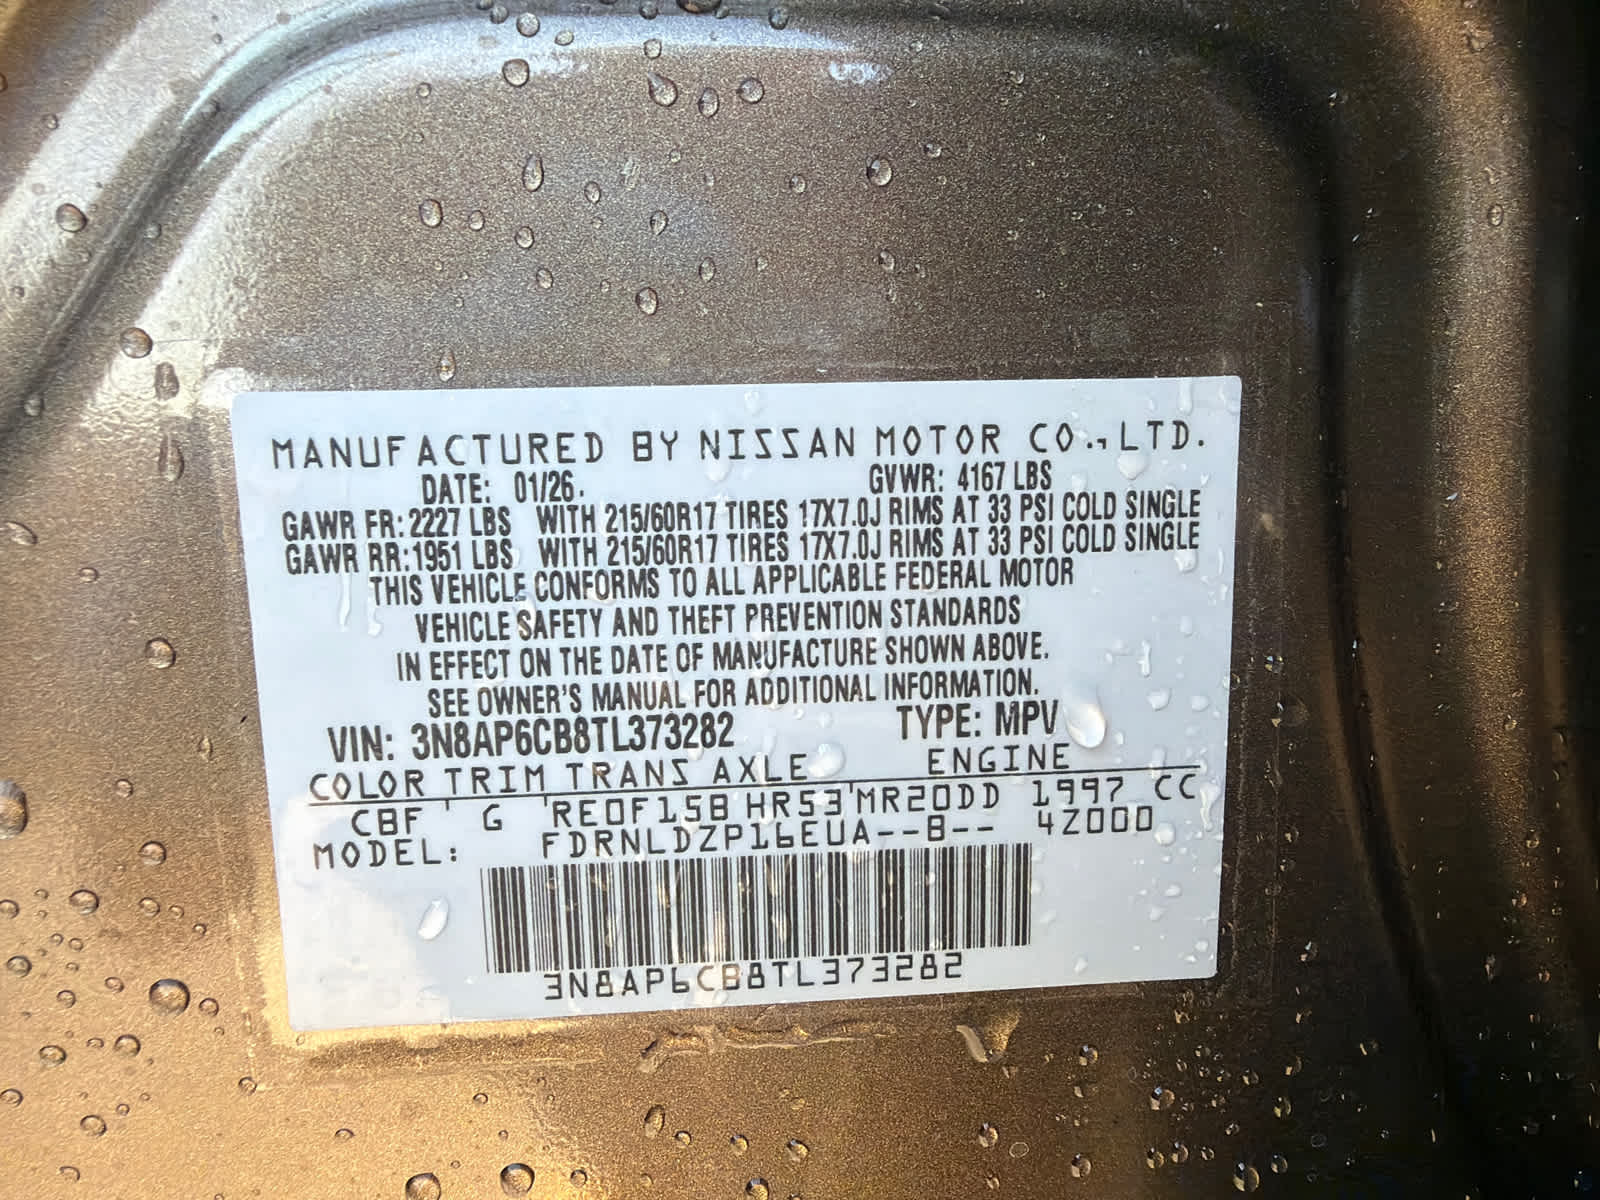 MANUFACTURED BY NISSAN MOTOR CO., LTD.
DATE: 01/26. GVWR: 4167 LBS
GAWR FR: 2227 LBS WITH 215/60R17 TIRES 17X7.0J RIMS AT 33 PSI COLD SINGLE
GAWR RR: 1951 LBS WITH 215/60R17 TIRES 17X7.0J RIMS AT 33 PSI COLD SINGLE
THIS VEHICLE CONFORMS TO ALL APPLICABLE FEDERAL MOTOR
VEHICLE SAFETY AND THEFT PREVENTION STANDARDS
IN EFFECT ON THE DATE OF MANUFACTURE SHOWN ABOVE.
SEE OWNER'S MANUAL FOR ADDITIONAL INFORMATION.
VIN: 3N8AP6CB8TL373282 TYPE: MPV
COLOR TRIM TRANS AXLE ENGINE
CBF G RE0F15B HR53 MR20DD 1997 CC
MODEL: FDRNLDZP16EUA--B-- 4Z000
3N8AP6CB8TL373282